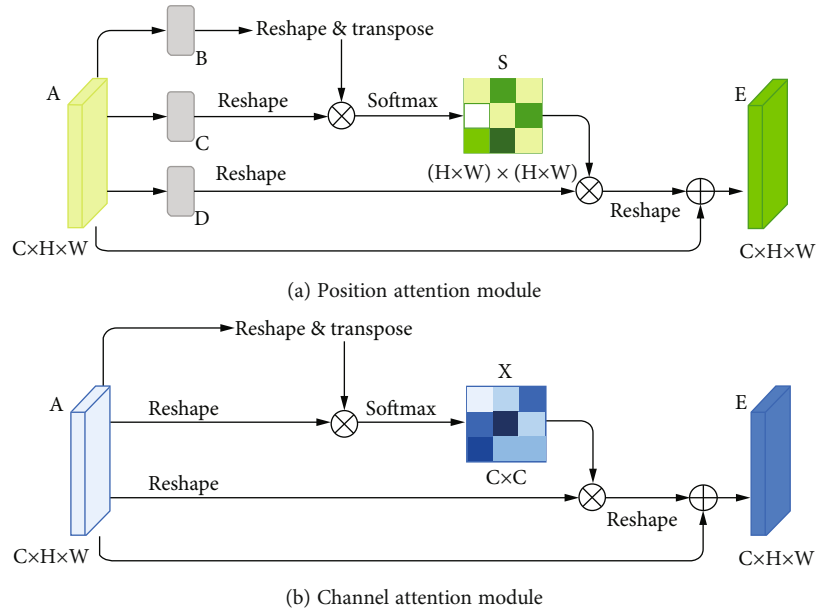 Reshape & transpose
B
S
A
E
Reshape
Softmax
C
Reshape
(H×W) × (H×W)
D
Reshape
C×H×W
C×H×W
(a) Position attention module
Reshape & transpose
X
A
E
Reshape
Softmax
C×C
Reshape
Reshape
C×H×W
C×H×W
(b) Channel attention module